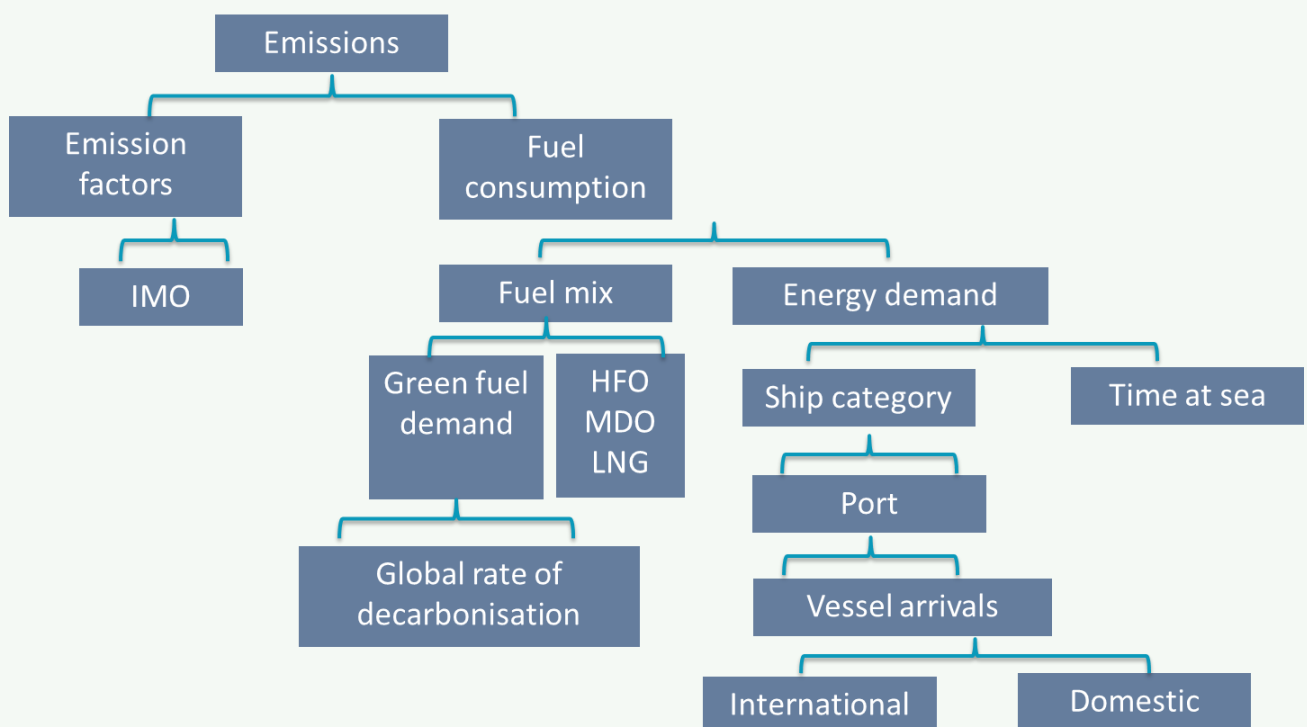 Emissions
Emission
factors
Fuel
consumption
IMO
Fuel mix
Energy demand
Green fuel
demand
HFO
MDO
LNG
Ship category
Time at sea
Port
Global rate of
decarbonisation
Vessel arrivals
International
Domestic